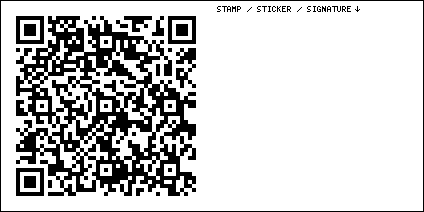 STAMP / STICKER / SIGNATURE ↓